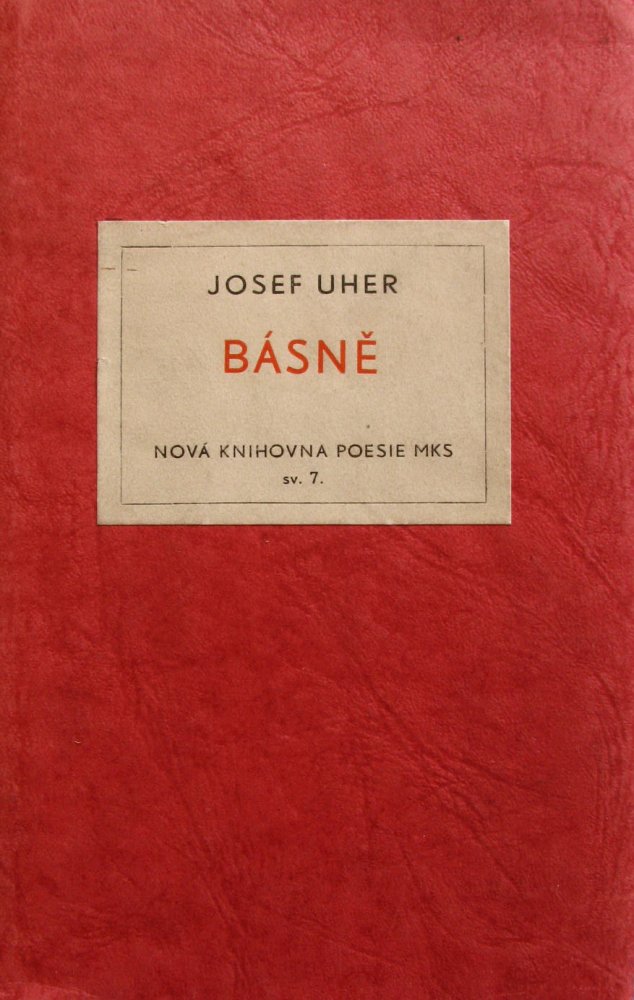 JOSEF UHER
BÁSNĚ
NOVÁ KNIHOVNA POESIE MKS
sv. 7.